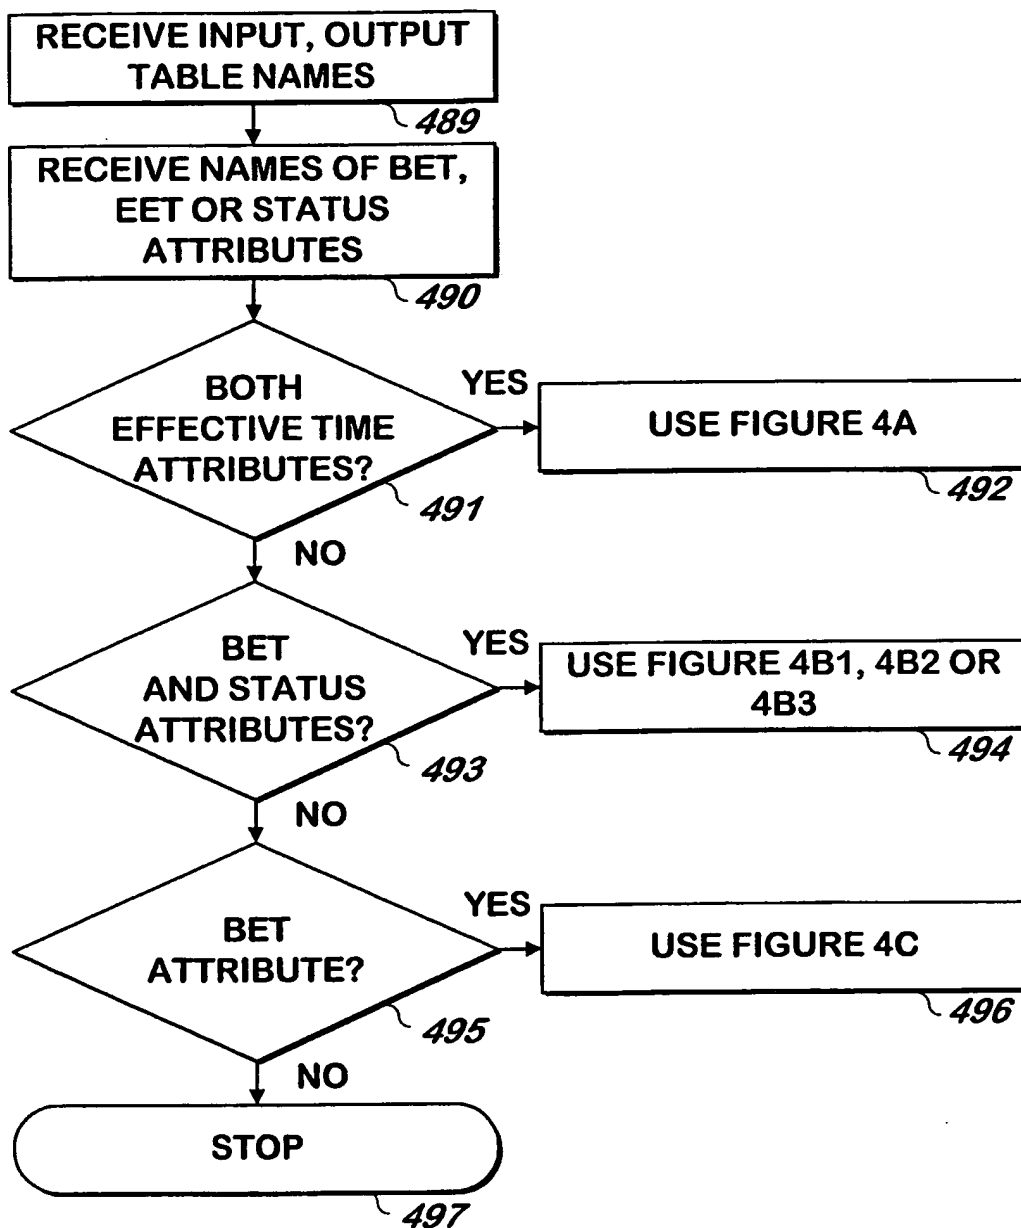 RECEIVE INPUT, OUTPUT
TABLE NAMES
489
RECEIVE NAMES OF BET,
EET OR STATUS
ATTRIBUTES
490
BOTH
EFFECTIVE TIME
ATTRIBUTES?
491
YES
USE FIGURE 4A
492
NO
BET
AND STATUS
ATTRIBUTES?
493
YES
USE FIGURE 4B1, 4B2 OR
4B3
494
NO
BET
ATTRIBUTE?
495
YES
USE FIGURE 4C
496
NO
STOP
497